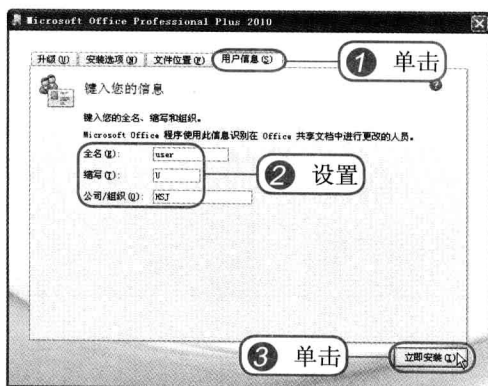 Microsoft Office Professional Plus 2010
升级(U) 安装选项(N) 文件位置(F) 用户信息(S)
1 单击
键入您的信息
键入您的全名、缩写和组织。
Microsoft Office 程序使用此信息识别在 Office 共享文档中进行更改的人员。
全名(E): user
缩写(I): U
2 设置
公司/组织(O): HSJ
3 单击
立即安装(I)